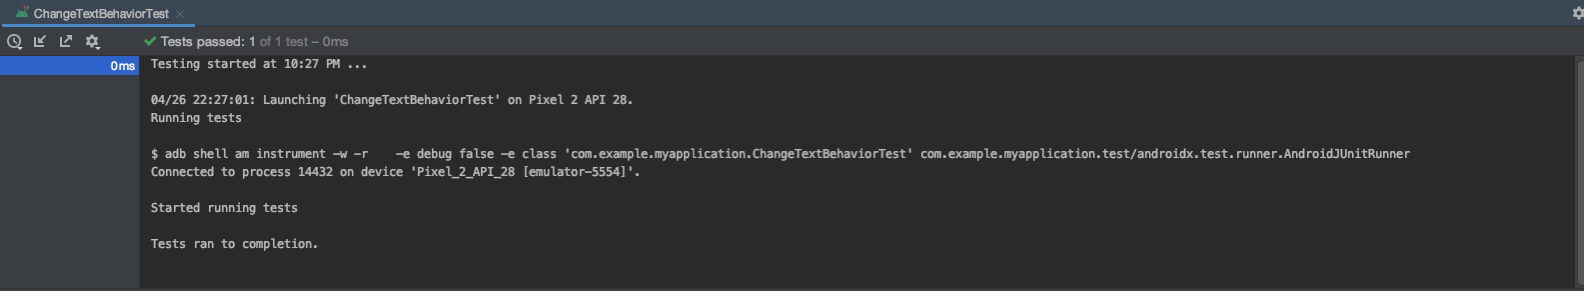 ChangeTextBehaviorTest
Tests passed: 1 of 1 test – 0ms
0ms
Testing started at 10:27 PM ...
04/26 22:27:01: Launching 'ChangeTextBehaviorTest' on Pixel 2 API 28.
Running tests
$ adb shell am instrument -w -r    -e debug false -e class 'com.example.myapplication.ChangeTextBehaviorTest' com.example.myapplication.test/androidx.test.runner.AndroidJUnitRunner
Connected to process 14432 on device 'Pixel_2_API_28 [emulator-5554]'.
Started running tests
Tests ran to completion.